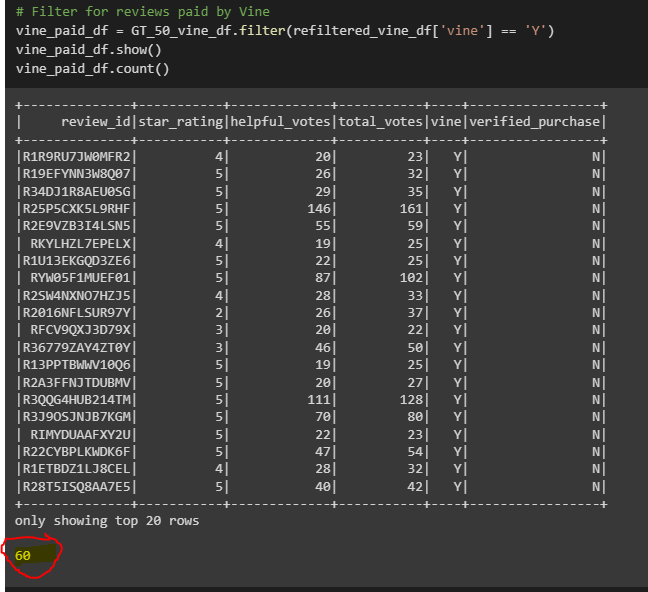 # Filter for reviews paid by Vine
vine_paid_df = GT_50_vine_df.filter(refiltered_vine_df['vine'] == 'Y')
vine_paid_df.show()
vine_paid_df.count()
+--------------+-----------+-------------+-----------+----+-----------------+
|     review_id|star_rating|helpful_votes|total_votes|vine|verified_purchase|
+--------------+-----------+-------------+-----------+----+-----------------+
|R1R9RU7JW0MFR2|          4|           20|         23|   Y|                N|
|R19EFYNN3W8Q07|          5|           26|         32|   Y|                N|
|R34DJ1R8AEU0SG|          5|           29|         35|   Y|                N|
|R25P5CXK5L9RHF|          5|          146|        161|   Y|                N|
|R2E9VZB3I4LSN5|          5|           55|         59|   Y|                N|
| RKYLHZL7EPELX|          4|           19|         25|   Y|                N|
|R1U13EKGQD3ZE6|          5|           22|         25|   Y|                N|
| RYW05F1MUEF01|          5|           87|        102|   Y|                N|
|R2SW4NXNO7HZJ5|          4|           28|         33|   Y|                N|
|R2016NFLSUR97Y|          2|           26|         37|   Y|                N|
| RFCV9QXJ3D79X|          3|           20|         22|   Y|                N|
|R36779ZAY4ZT0Y|          3|           46|         50|   Y|                N|
|R13PPTBWWV10Q6|          5|           19|         25|   Y|                N|
|R2A3FFNJTDUBMV|          5|           20|         27|   Y|                N|
|R3QQG4HUB214TM|          5|          111|        128|   Y|                N|
|R3J9OSJNJB7KGM|          5|           70|         80|   Y|                N|
| RIMYDUAAFXY2U|          5|           22|         23|   Y|                N|
|R22CYBPLKWDK6F|          5|           47|         54|   Y|                N|
|R1ETBDZ1LJ8CEL|          4|           28|         32|   Y|                N|
|R28T5ISQ8AA7E5|          5|           40|         42|   Y|                N|
+--------------+-----------+-------------+-----------+----+-----------------+
only showing top 20 rows
60